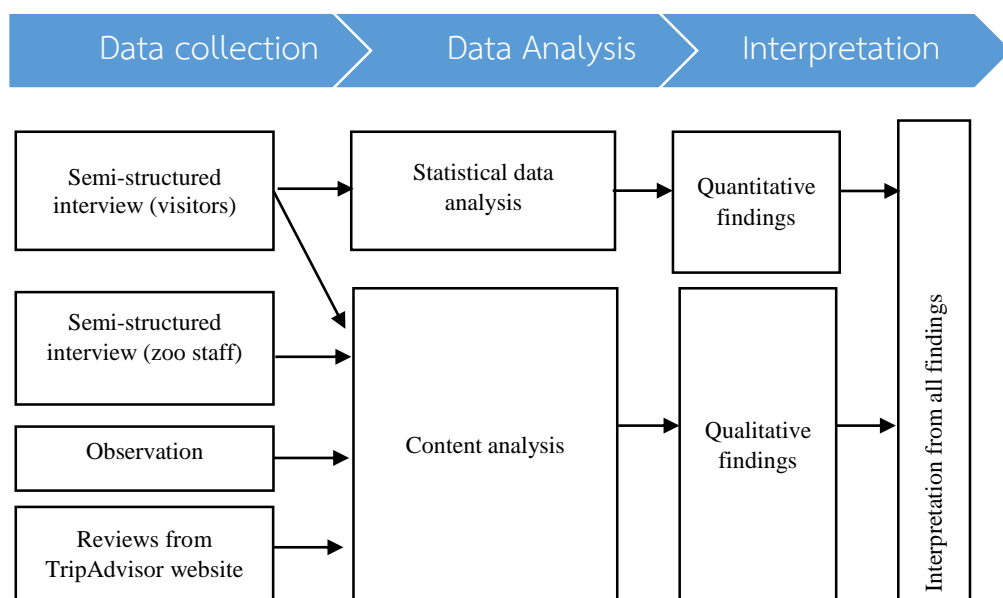 Data collection
Data Analysis
Interpretation
Semi-structured
interview (visitors)
Statistical data
analysis
Quantitative
findings
Semi-structured
interview (zoo staff)
Observation
Reviews from
TripAdvisor website
Content analysis
Qualitative
findings
Interpretation from all findings